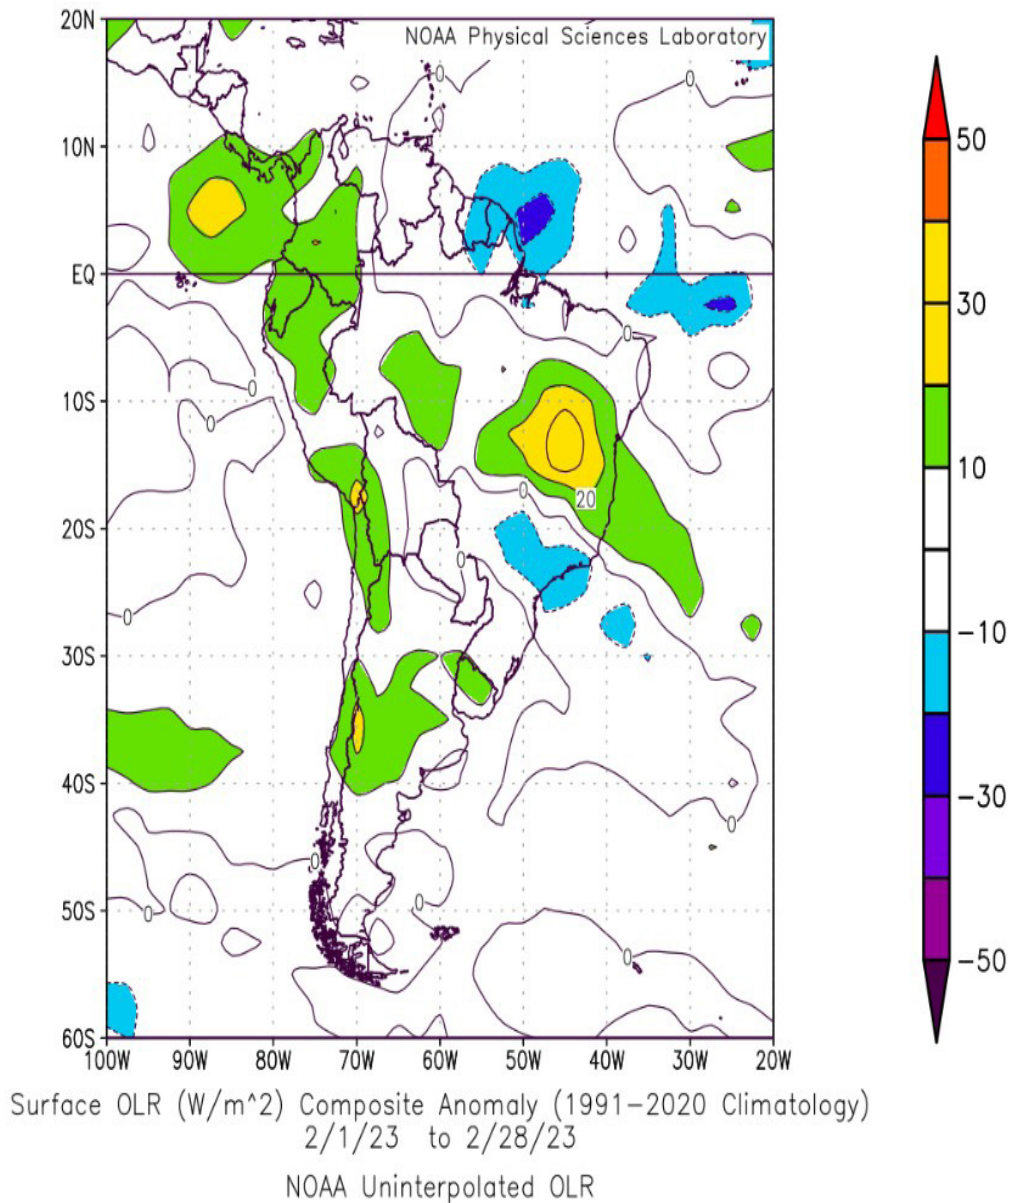 20N
NOAA Physical Sciences Laboratory
0
0
50
10N
30
EQ
0
0
10S
0
10
20
0
20S
0
0
-10
30S
-30
40S
0
0
0
50S
0
0
-50
60S
100W 90W 80W 70W 60W 50W 40W 30W 20W
Surface OLR (W/m^2) Composite Anomaly (1991-2020 Climatology)
2/1/23 to 2/28/23
NOAA Uninterpolated OLR